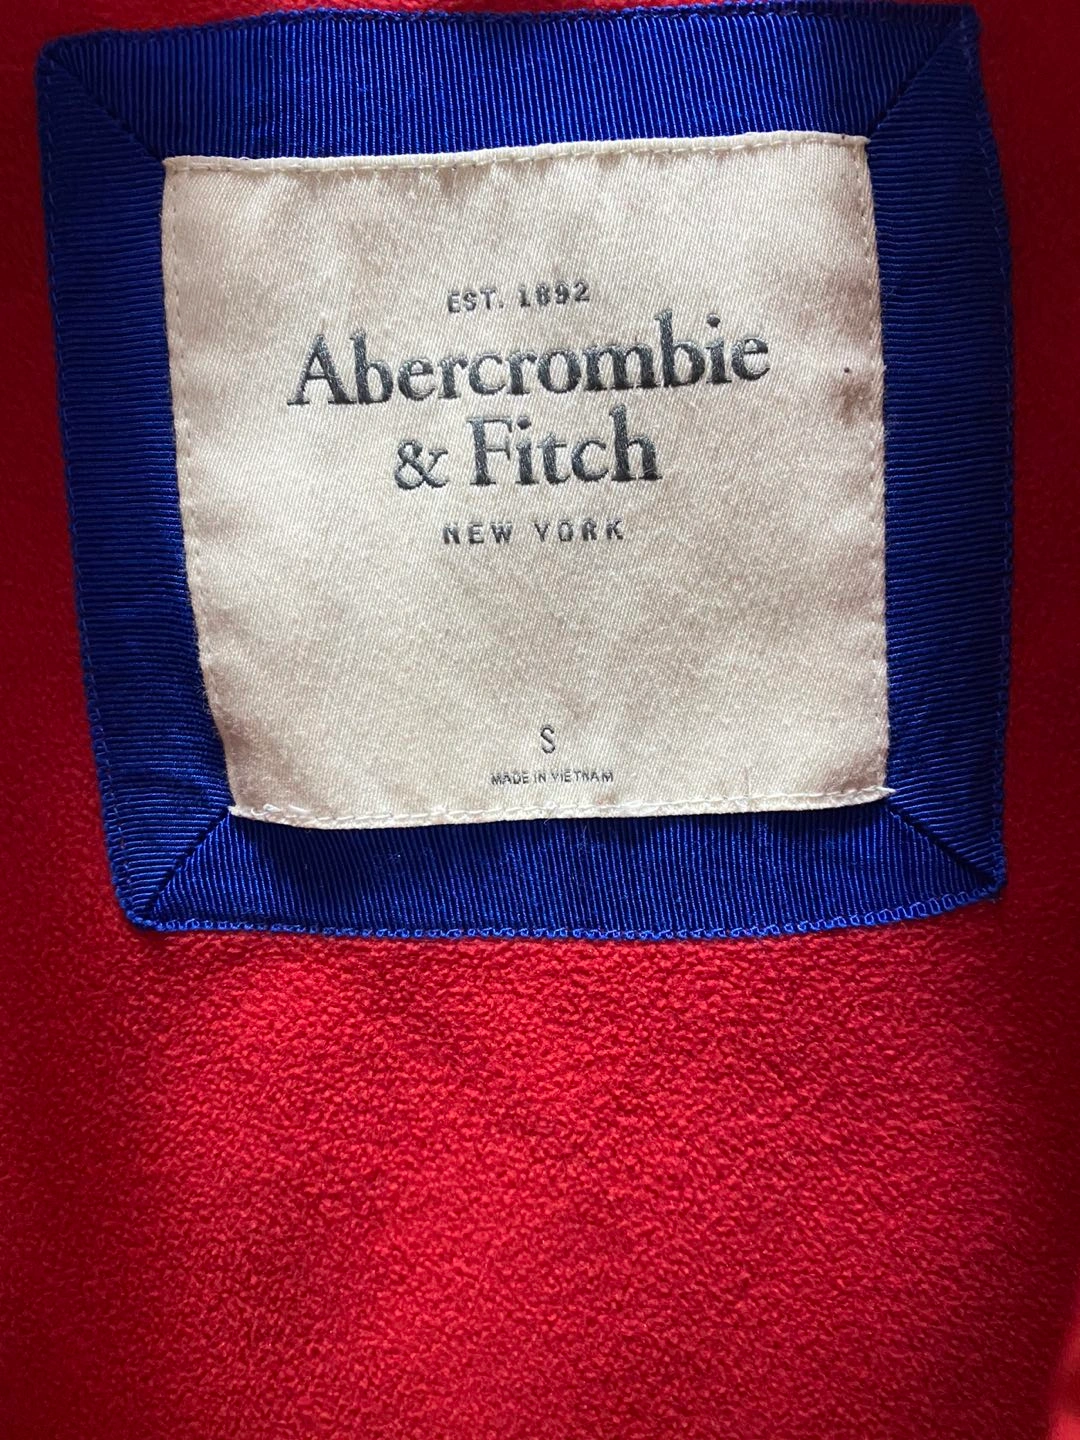 EST. 1892
Abercrombie
& Fitch
NEW YORK
S
MADE IN VIETNAM